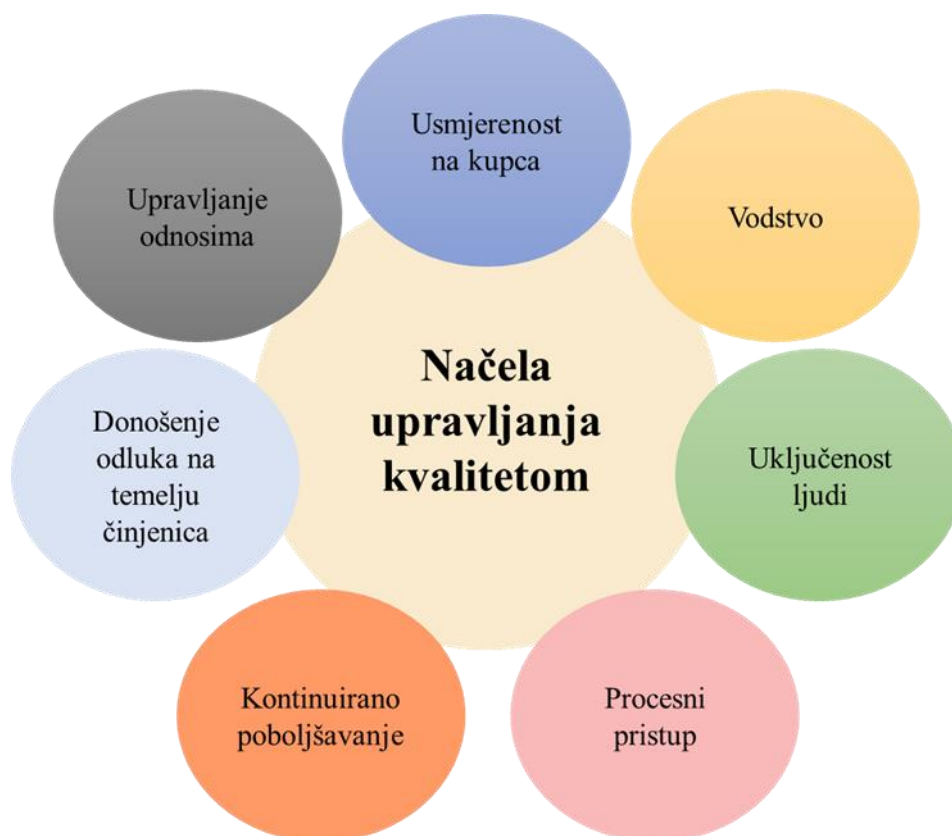 Usmjerenost
na kupca
Vodstvo
Uključenost
ljudi
Procesni
pristup
Kontinuirano
poboljšavanje
Donošenje
odluka na
temelju
činjenica
Upravljanje
odnosima
Načela
upravljanja
kvalitetom